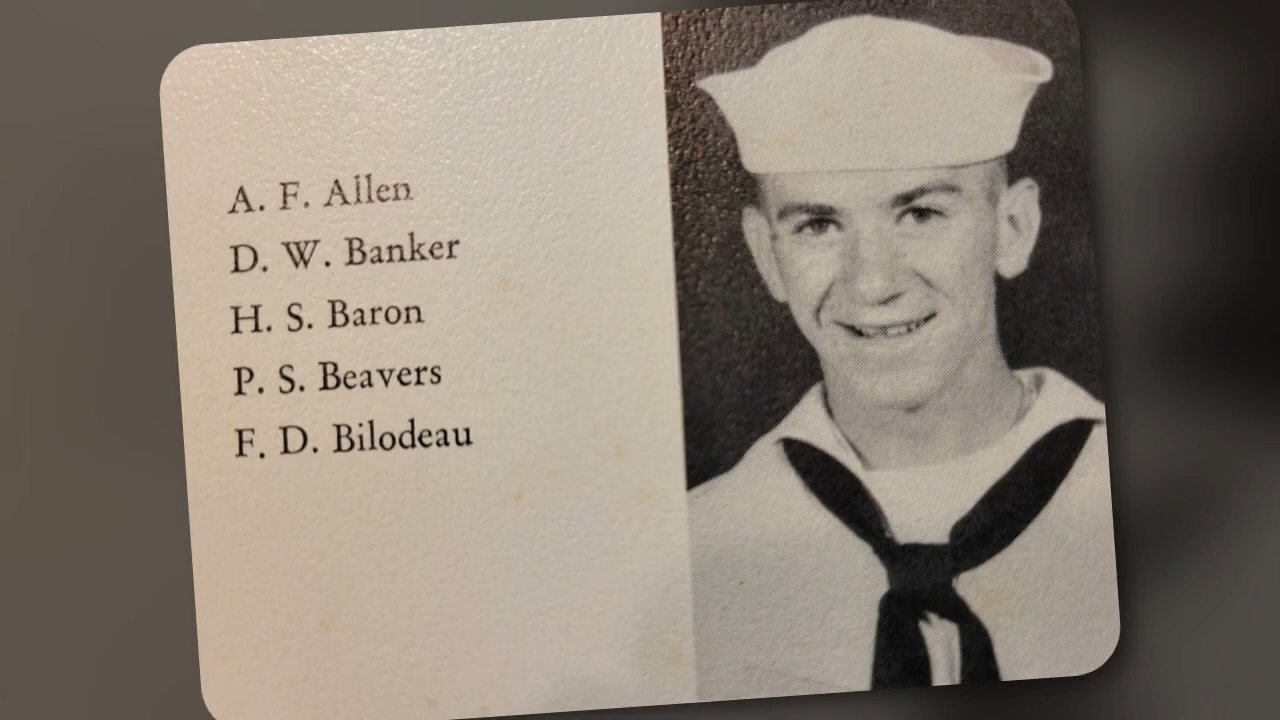 A. F. Allen
D. W. Banker
H. S. Baron
P. S. Beavers
F. D. Bilodeau